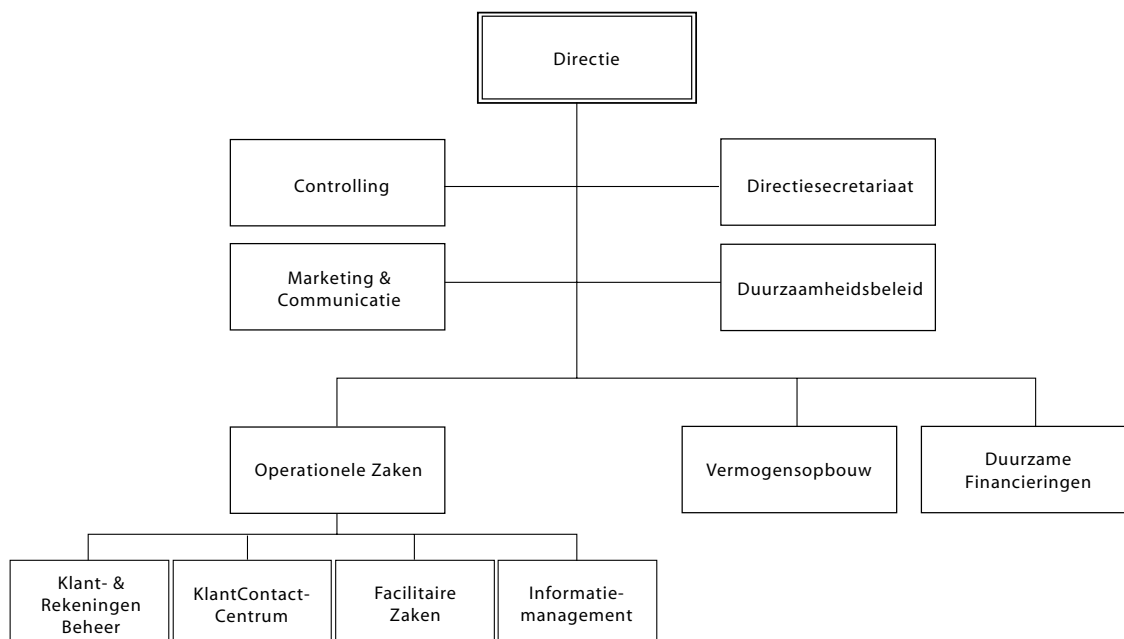 Directie
Controlling
Directiesecretariaat
Marketing &
Communicatie
Duurzaamheidsbeleid
Operationele Zaken
Vermogensopbouw
Duurzame
Financieringen
Klant- &
Rekeningen
Beheer
KlantContact-
Centrum
Facilitaire
Zaken
Informatie-
management